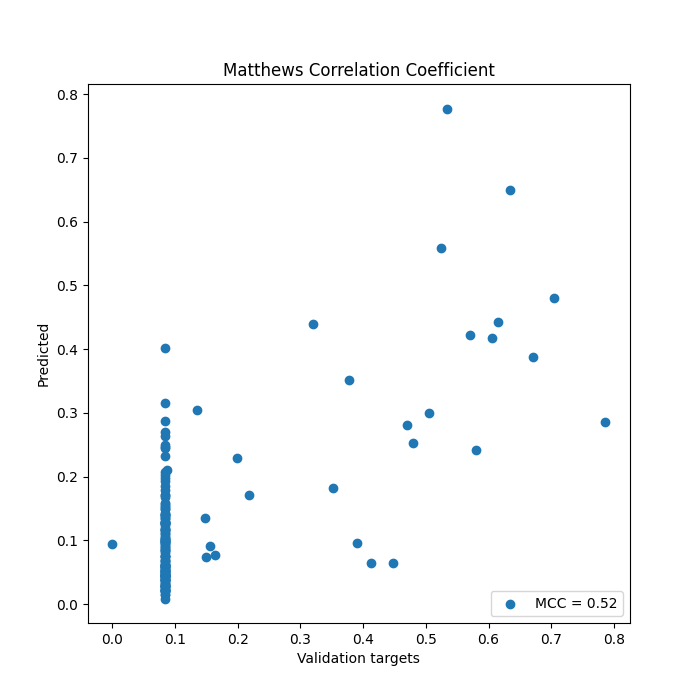 Matthews Correlation Coefficient
0.8
0.7
0.6
0.5
0.4
0.3
0.2
0.1
0.0
Predicted
MCC = 0.52
0.0 0.1 0.2 0.3 0.4 0.5 0.6 0.7 0.8
Validation targets